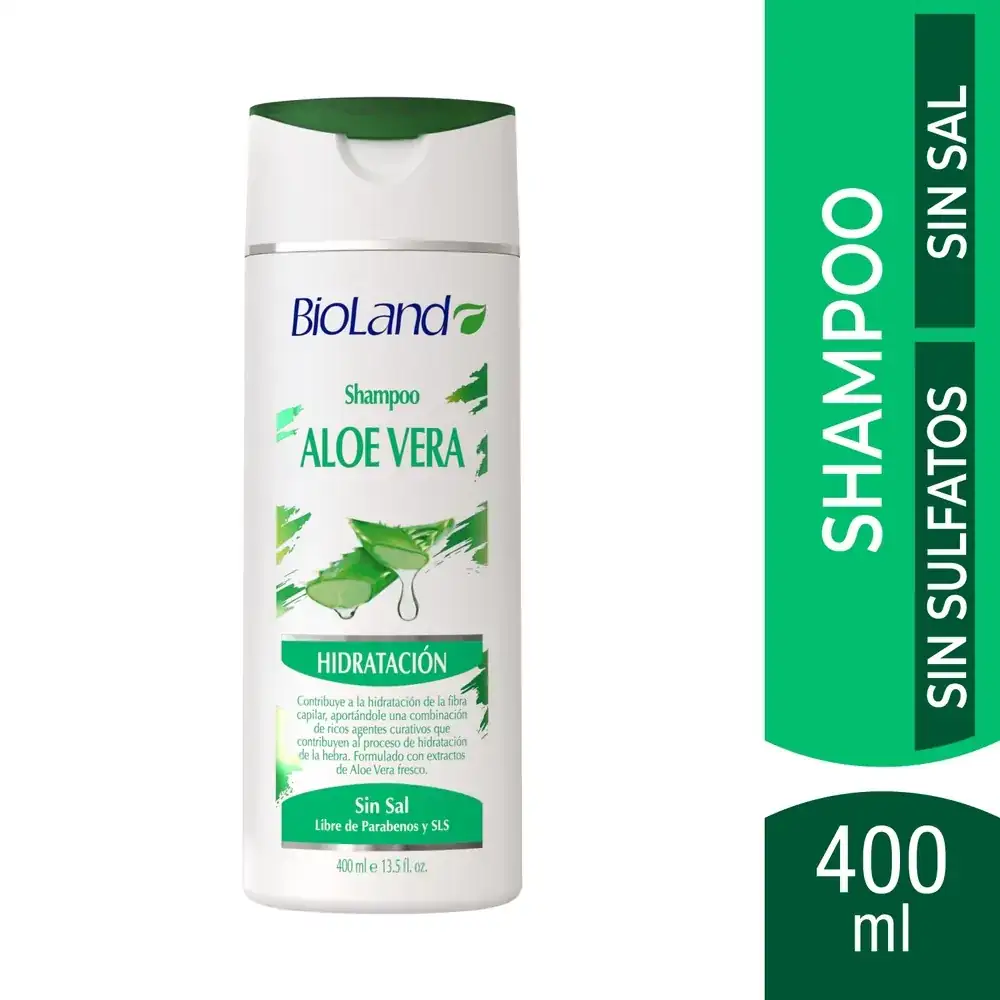 BioLand
Shampoo
ALOE VERA
HIDRATACIÓN
Contribuye a la hidratación de la fibra
capilar, aportándole una combinación
de ricos agentes curativos que
contribuyen al proceso de hidratación
de la hebra. Formulado con extractos
de Aloe Vera fresco.
Sin Sal
Libre de Parabenos y SLS
400 ml e 13.5 fl. oz.
SHAMPOO
SIN SULFATOS
SIN SAL
400
ml